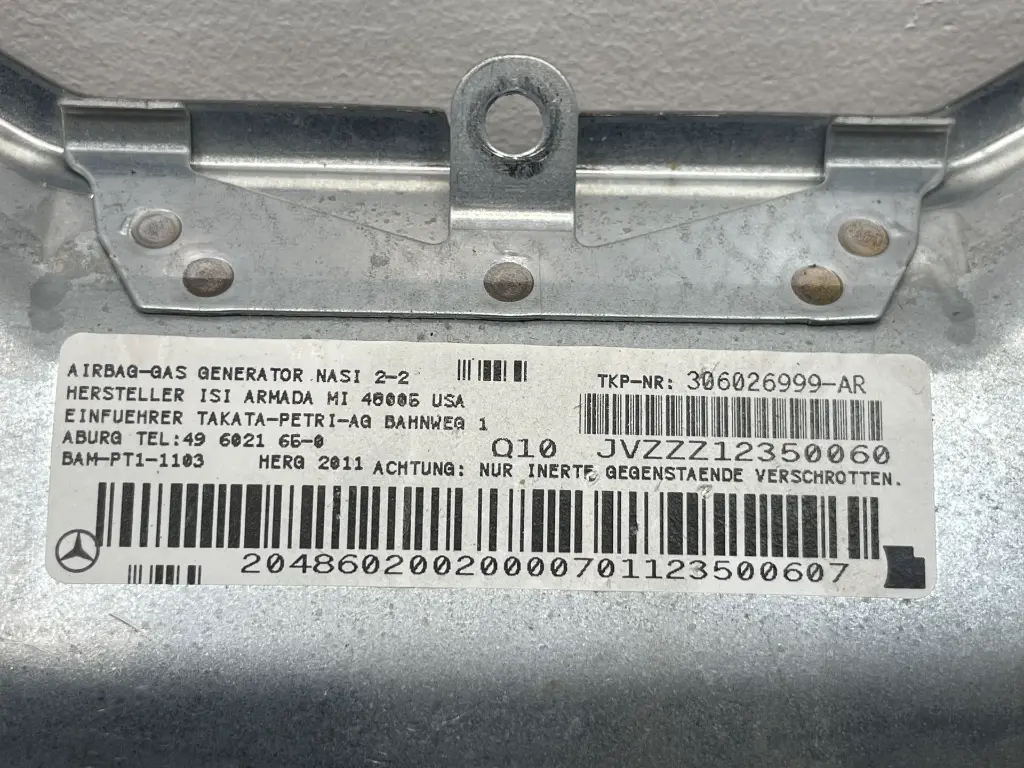 AIRBAG-GAS GENERATOR NASI 2-2
HERSTELLER ISI ARMADA MI 48005 USA
EINFUEHRER TAKATA-PETRI-AG BAHNWEG 1
ABURG TEL:49 6021 65-0
BAM-PT1-1103 HERG 2011 ACHTUNG: NUR INERTE GEGENSTAENDE VERSCHROTTEN.
TKP-NR: 306026999-AR
Q10 JVZZZ12350060
20486020020000701123500607